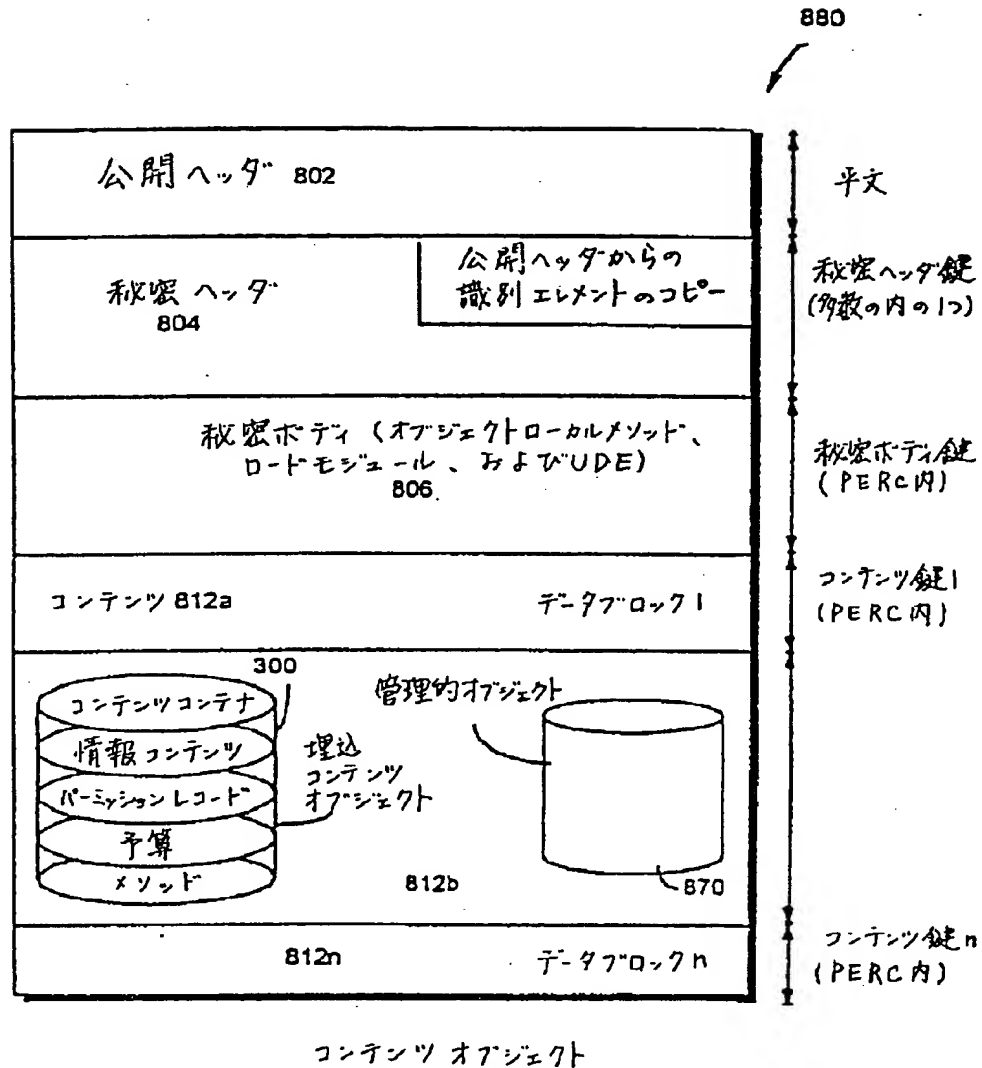 880
公開ヘッダ 802
平文
秘密ヘッダ
804
公開ヘッダからの
識別エレメントのコピー
秘密ヘッダ鍵
(多数の内の1つ)
秘密ボディ(オブジェクトローカルメソッド、
ロードモジュール、およびUDE)
806
秘密ボディ鍵
(PERC内)
コンテンツ 812a
データブロック1
コンテンツ鍵1
(PERC内)
300
コンテンツコンテナ
情報コンテンツ
パーミッションレコード
予算
メソッド
埋込
コンテンツ
オブジェクト
管理的オブジェクト
812b
870
812n
データブロックn
コンテンツ鍵n
(PERC内)
コンテンツ オブジェクト